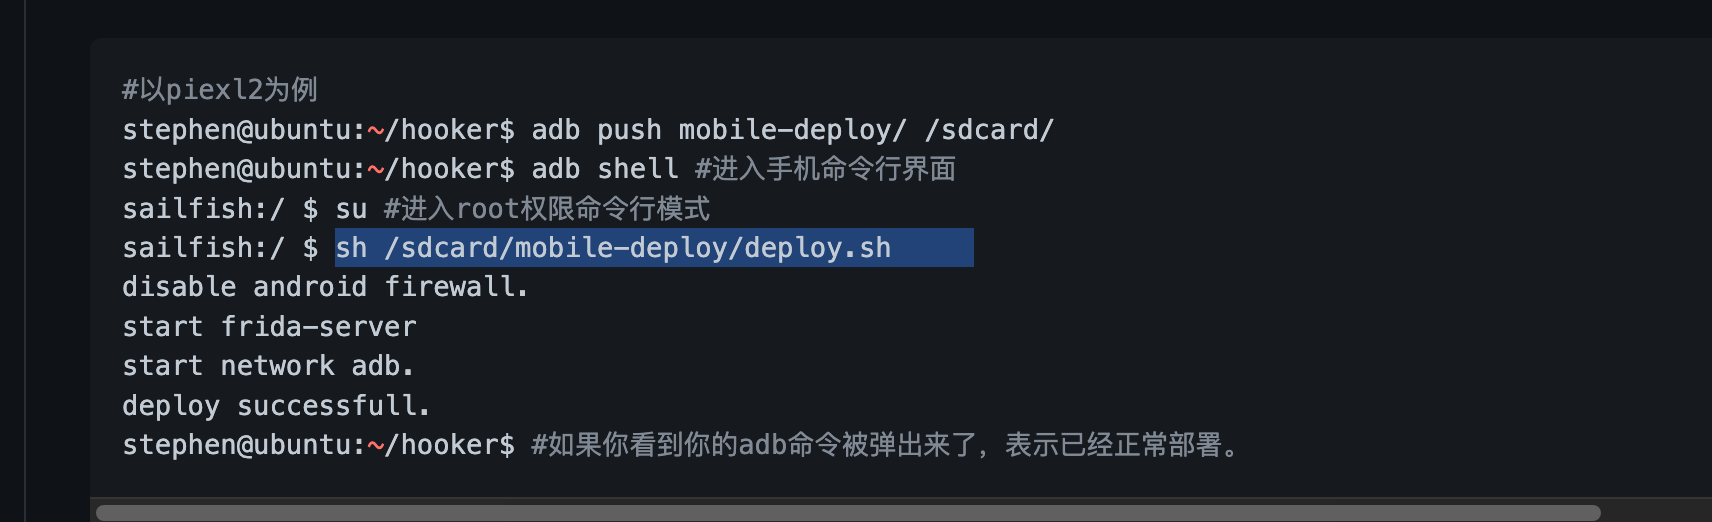 #以piexl2为例
stephen@ubuntu:~/hooker$ adb push mobile-deploy/ /sdcard/
stephen@ubuntu:~/hooker$ adb shell #进入手机命令行界面
sailfish:/ $ su #进入root权限命令行模式
sailfish:/ $ sh /sdcard/mobile-deploy/deploy.sh
disable android firewall.
start frida-server
start network adb.
deploy successfull.
stephen@ubuntu:~/hooker$ #如果你看到你的adb命令被弹出来了，表示已经正常部署。